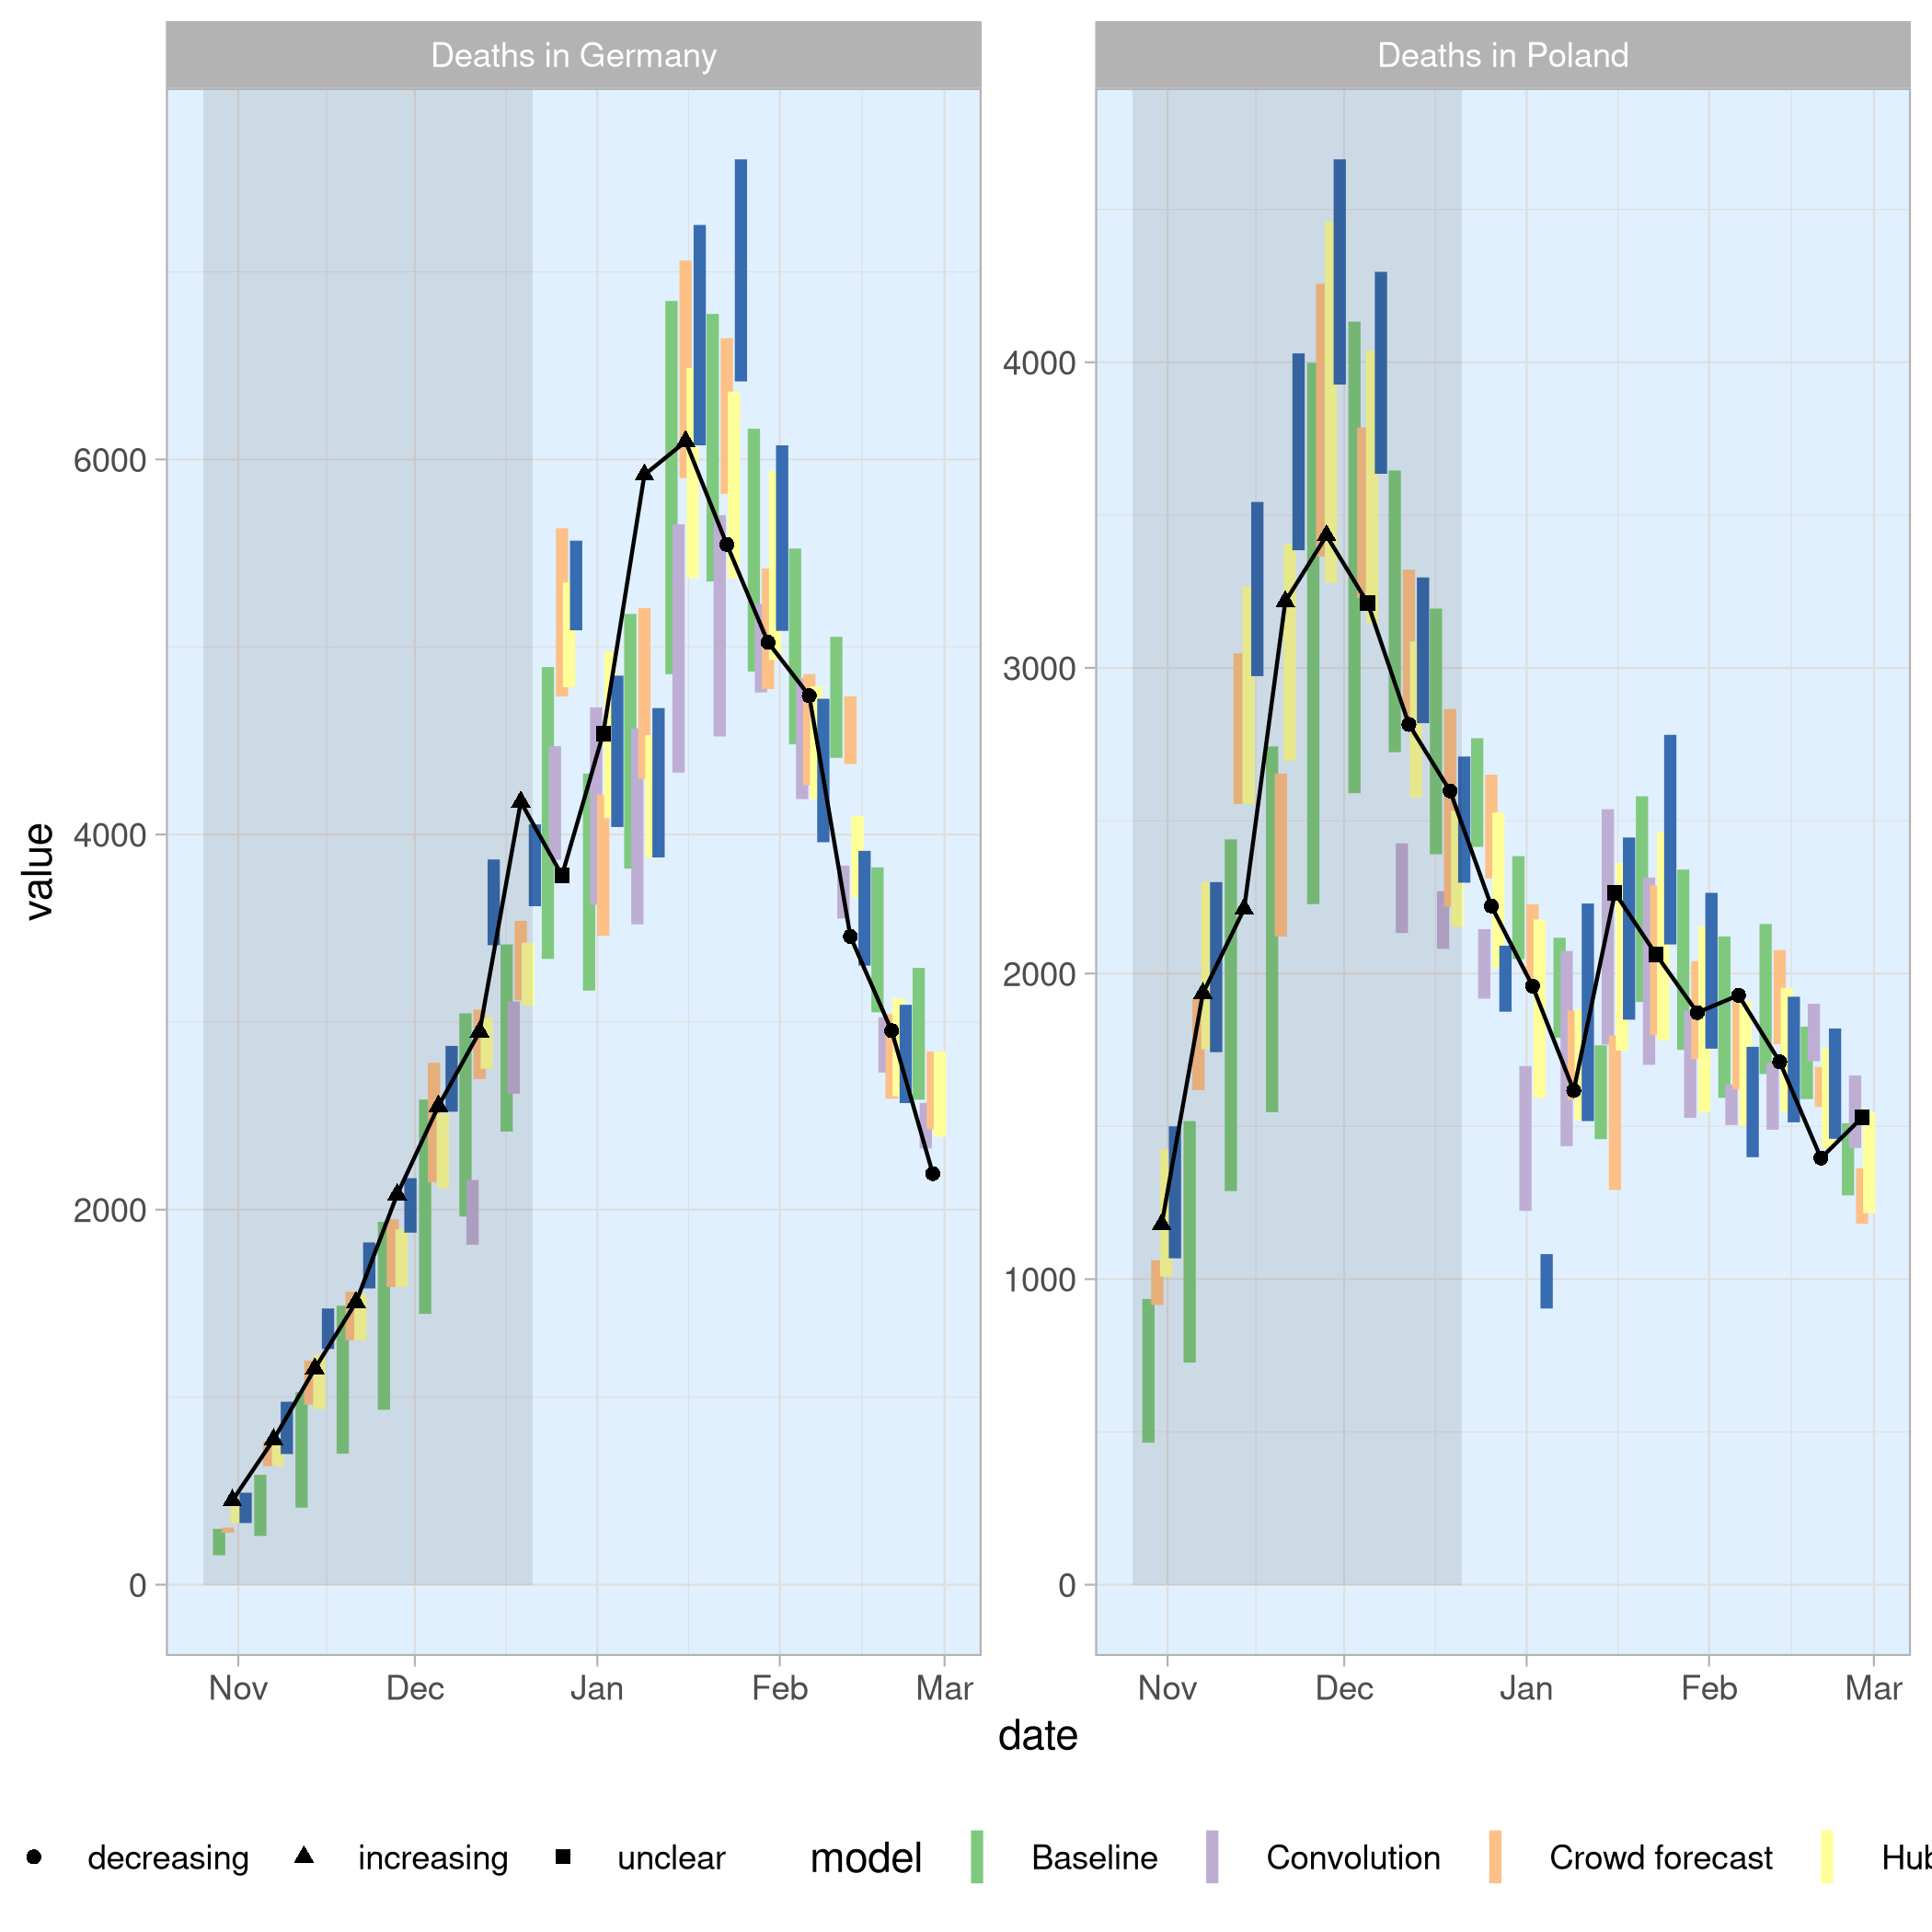 Deaths in Germany
Deaths in Poland
value
6000
4000
2000
0
4000
3000
2000
1000
0
Nov Dec Jan Feb Mar
Nov Dec Jan Feb Mar
date
decreasing increasing unclear model Baseline Convolution Crowd forecast